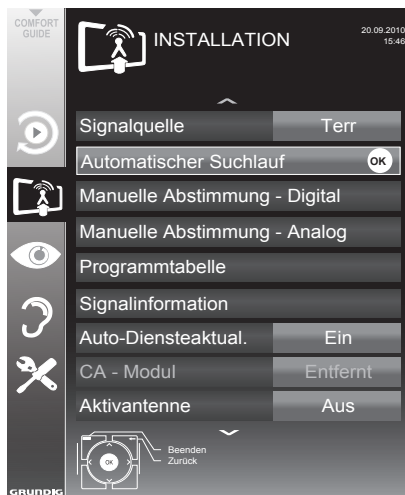 COMFORT
GUIDE
INSTALLATION
20.09.2010
15:46
Signalquelle Terr
Automatischer Suchlauf OK
Manuelle Abstimmung - Digital
Manuelle Abstimmung - Analog
Programmtabelle
Signalinformation
Auto-Diensteaktual. Ein
CA - Modul Entfernt
Aktivantenne Aus
OK
Beenden
Zurück
GRUNDIG